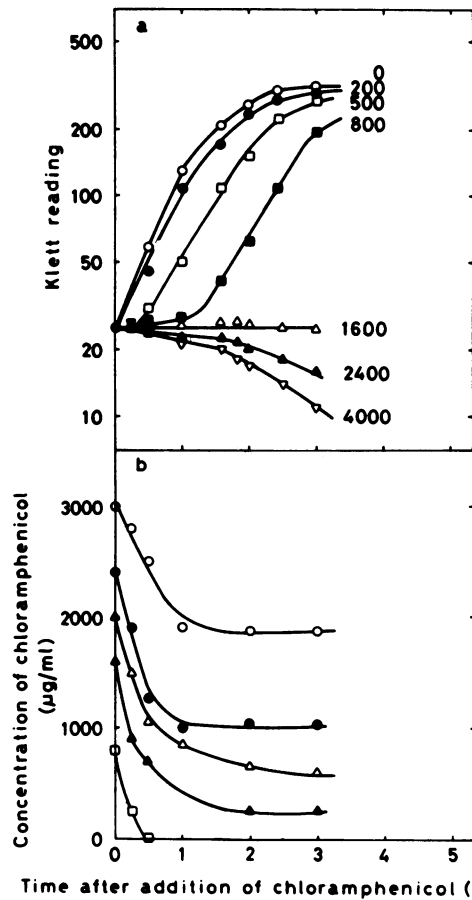 a
500
200
100
50
20
10
Klett reading
0
200
500
800
1600
2400
4000
b
3000
2000
1000
0
Concentration of chloramphenicol
(µg/ml)
0 1 2 3 4 5
Time after addition of chloramphenicol (